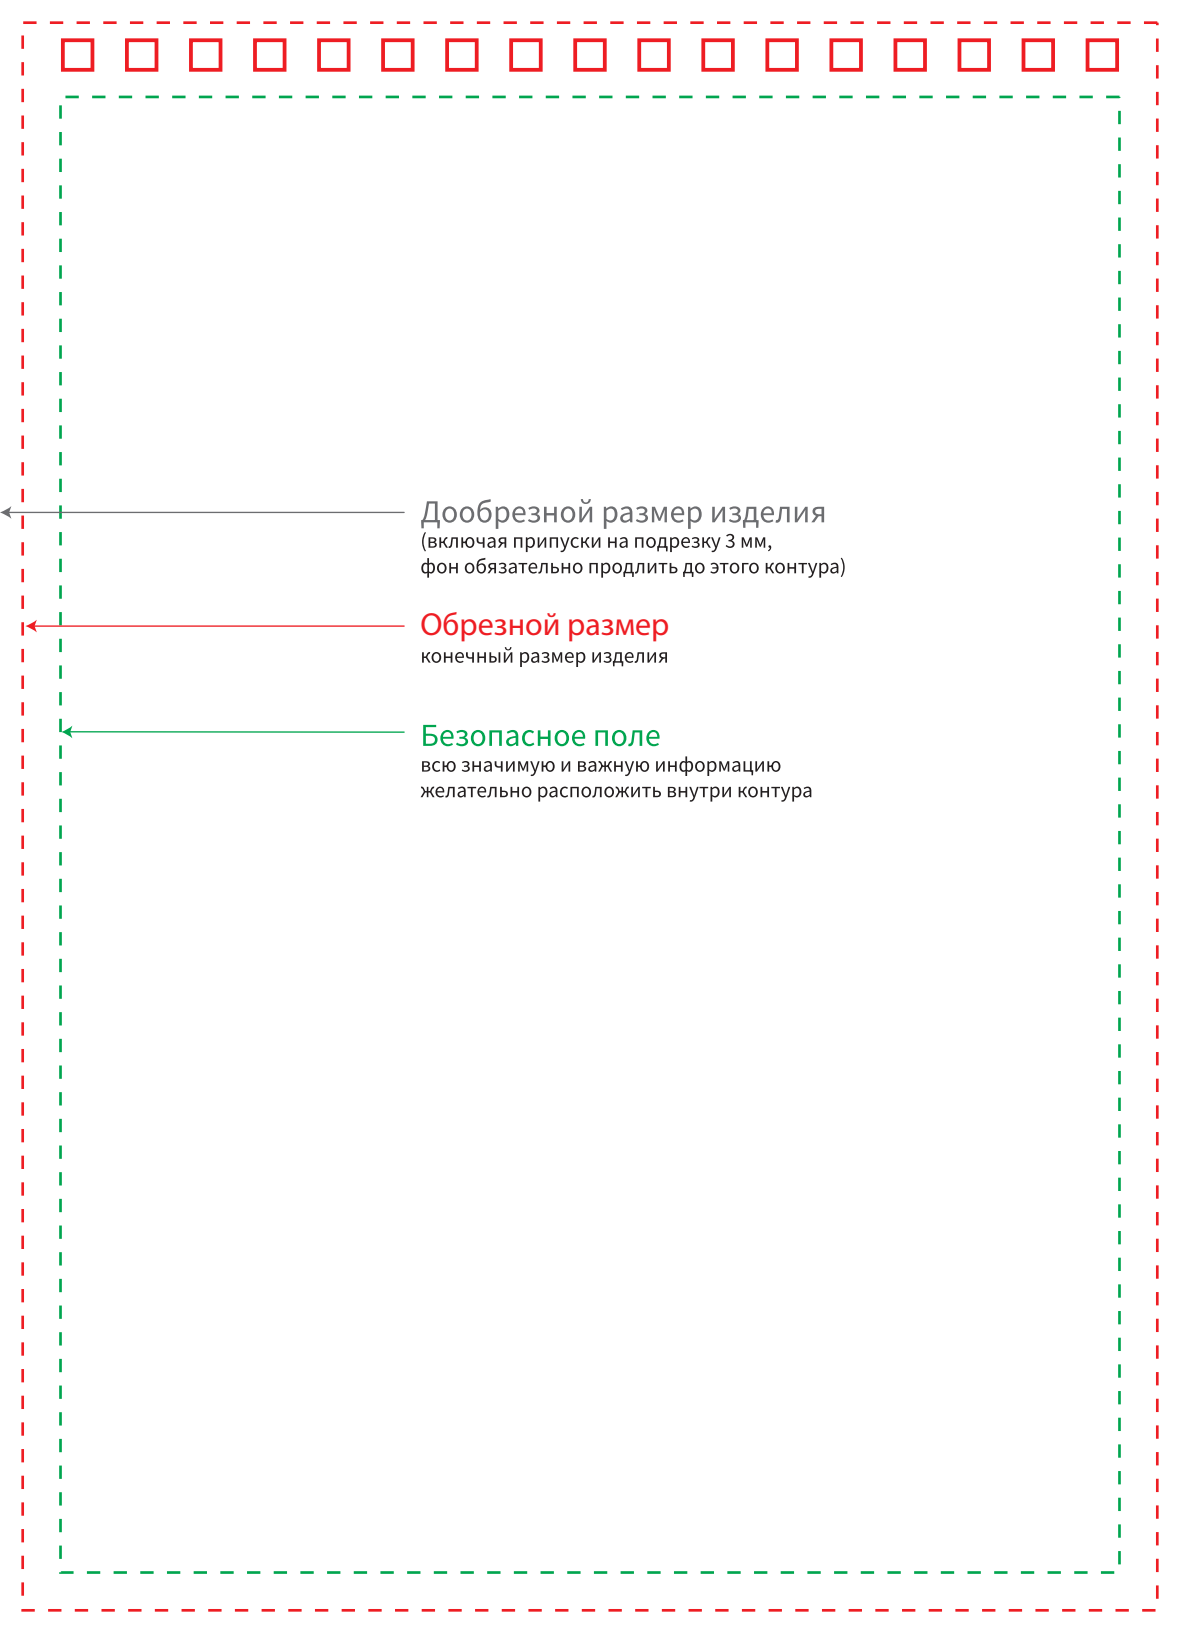 Дообрезной размер изделия
(включая припуски на подрезку 3 мм,
фон обязательно продлить до этого контура)
Обрезной размер
конечный размер изделия
Безопасное поле
всю значимую и важную информацию
желательно расположить внутри контура